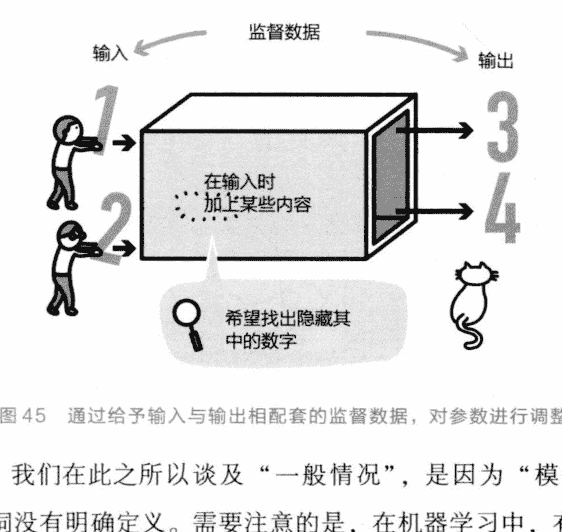 监督数据
输入
输出
1
3
在输入时
加上某些内容
2
4
希望找出隐藏其
中的数字
图 45 通过给予输入与输出相配套的监督数据，对参数进行调整
我们在此之所以谈及“一般情况”，是因为“模
词没有明确定义。需要注意的是，在机器学习中，